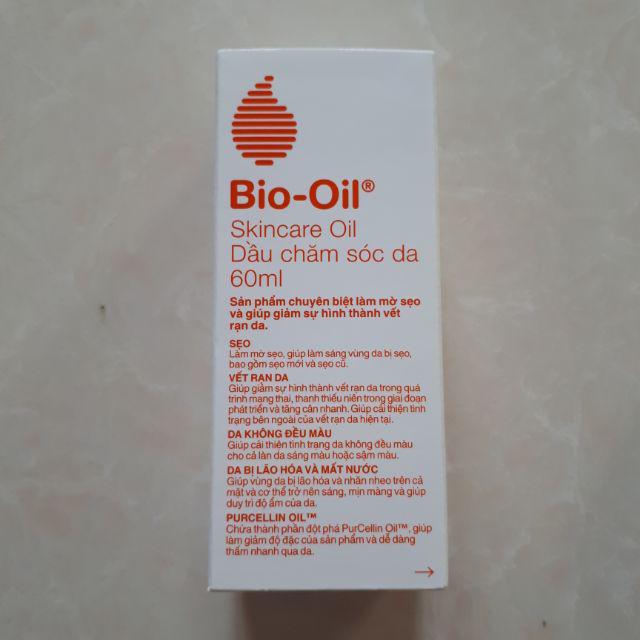 Bio-Oil®
Skincare Oil
Dầu chăm sóc da
60ml
Sản phẩm chuyên biệt làm mờ sẹo
và giúp giảm sự hình thành vết
rạn da.
SẸO
Làm mờ sẹo, giúp làm sáng vùng da bị sẹo,
bao gồm sẹo mới và sẹo cũ.
VẾT RẠN DA
Giúp giảm sự hình thành vết rạn da trong quá
trình mang thai, thanh thiếu niên trong giai đoạn
phát triển và tăng cân nhanh. Giúp cải thiện tình
trạng bên ngoài của vết rạn da hiện tại.
DA KHÔNG ĐỀU MÀU
Giúp cải thiện tình trạng da không đều màu
cho cả làn da sáng màu hoặc sậm màu.
DA BỊ LÃO HÓA VÀ MẤT NƯỚC
Giúp vùng da bị lão hóa và nhăn nheo trên cả
mặt và cơ thể trở nên sáng, mịn màng và giúp
duy trì độ ẩm của da.
PURCELLIN OIL™
Chứa thành phần đột phá PurCellin Oil™, giúp
làm giảm độ đặc của sản phẩm và dễ dàng
thấm nhanh qua da.